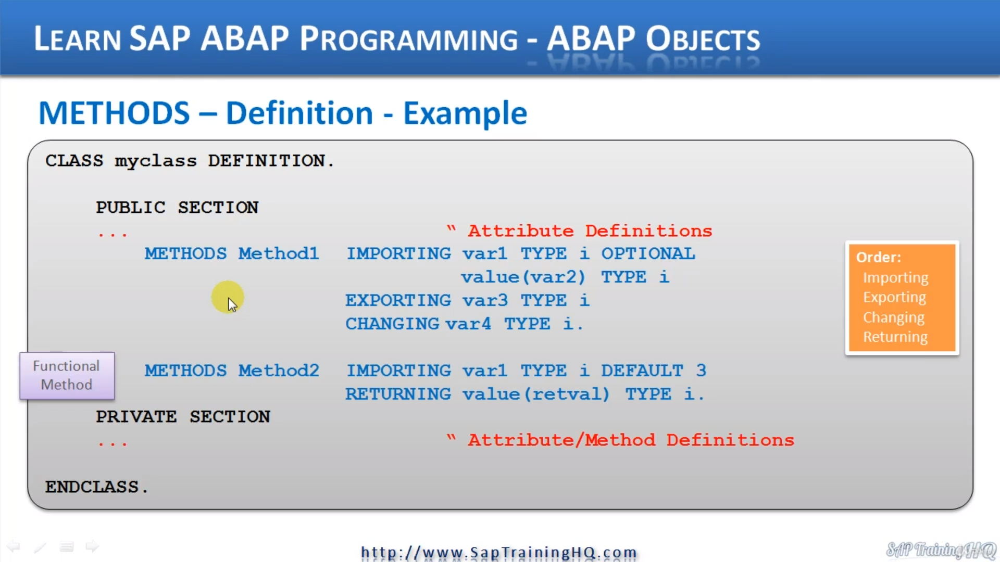 LEARN SAP ABAP PROGRAMMING - ABAP OBJECTS
METHODS – Definition - Example
CLASS myclass DEFINITION.
PUBLIC SECTION
... “ Attribute Definitions
METHODS Method1 IMPORTING var1 TYPE i OPTIONAL
value(var2) TYPE i
EXPORTING var3 TYPE i
CHANGING var4 TYPE i.
Order:
Importing
Exporting
Changing
Returning
Functional
Method
METHODS Method2 IMPORTING var1 TYPE i DEFAULT 3
RETURNING value(retval) TYPE i.
PRIVATE SECTION
... “ Attribute/Method Definitions
ENDCLASS.
http://www.SapTrainingHQ.com
SAP Training HQ